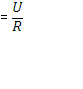 = U/R